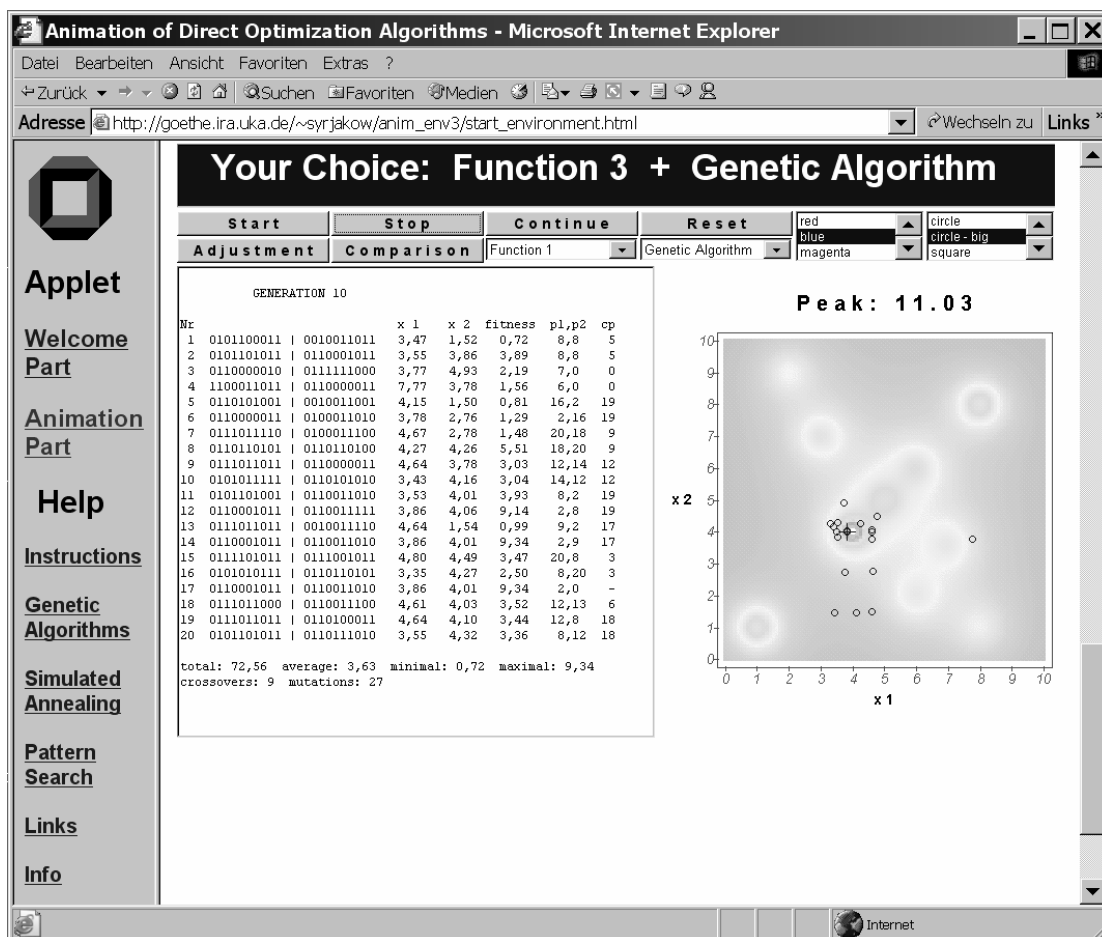 Animation of Direct Optimization Algorithms - Microsoft Internet Explorer
Datei Bearbeiten Ansicht Favoriten Extras ?
Zurück Suchen Favoriten Medien
Adresse http://goethe.ira.uka.de/~syrjakow/anim_env3/start_environment.html Wechseln zu Links »
Your Choice: Function 3 + Genetic Algorithm
Start Stop Continue Reset
red
blue
magenta
circle
circle - big
square
Adjustment Comparison Function 1 Genetic Algorithm
Applet
Welcome
Part
Animation
Part
Help
Instructions
Genetic
Algorithms
Simulated
Annealing
Pattern
Search
Links
Info
GENERATION 10
Nr x 1 x 2 fitness p1,p2 cp
1 0101100011 | 0010011011 3,47 1,52 0,72 8,8 5
2 0101101011 | 0110001011 3,55 3,86 3,89 8,8 5
3 0110000010 | 0111111000 3,77 4,93 2,19 7,0 0
4 1100011011 | 0110000011 7,77 3,78 1,56 6,0 0
5 0110101001 | 0010011001 4,15 1,50 0,81 16,2 19
6 0110000011 | 0100011010 3,78 2,76 1,29 2,16 19
7 0111011110 | 0100011100 4,67 2,78 1,48 20,18 9
8 0110110101 | 0110110100 4,27 4,26 5,51 18,20 9
9 0111011011 | 0110000011 4,64 3,78 3,03 12,14 12
10 0101011111 | 0110101010 3,43 4,16 3,04 14,12 12
11 0101101001 | 0110011010 3,53 4,01 3,93 8,2 19
12 0110001011 | 0110011111 3,86 4,06 9,14 2,8 19
13 0111011011 | 0010011110 4,64 1,54 0,99 9,2 17
14 0110001011 | 0110011010 3,86 4,01 9,34 2,9 17
15 0111101011 | 0111001011 4,80 4,49 3,47 20,8 3
16 0101010111 | 0110110101 3,35 4,27 2,50 8,20 3
17 0110001011 | 0110011010 3,86 4,01 9,34 2,0 -
18 0111011000 | 0110011100 4,61 4,03 3,52 12,13 6
19 0111011011 | 0110100011 4,64 4,10 3,44 12,8 18
20 0101101011 | 0110111010 3,55 4,32 3,36 8,12 18
total: 72,56 average: 3,63 minimal: 0,72 maximal: 9,34
crossovers: 9 mutations: 27
Peak: 11.03
10
9
8
7
6
x 2 5
4
3
2
1
0
0 1 2 3 4 5 6 7 8 9 10
x 1
Internet